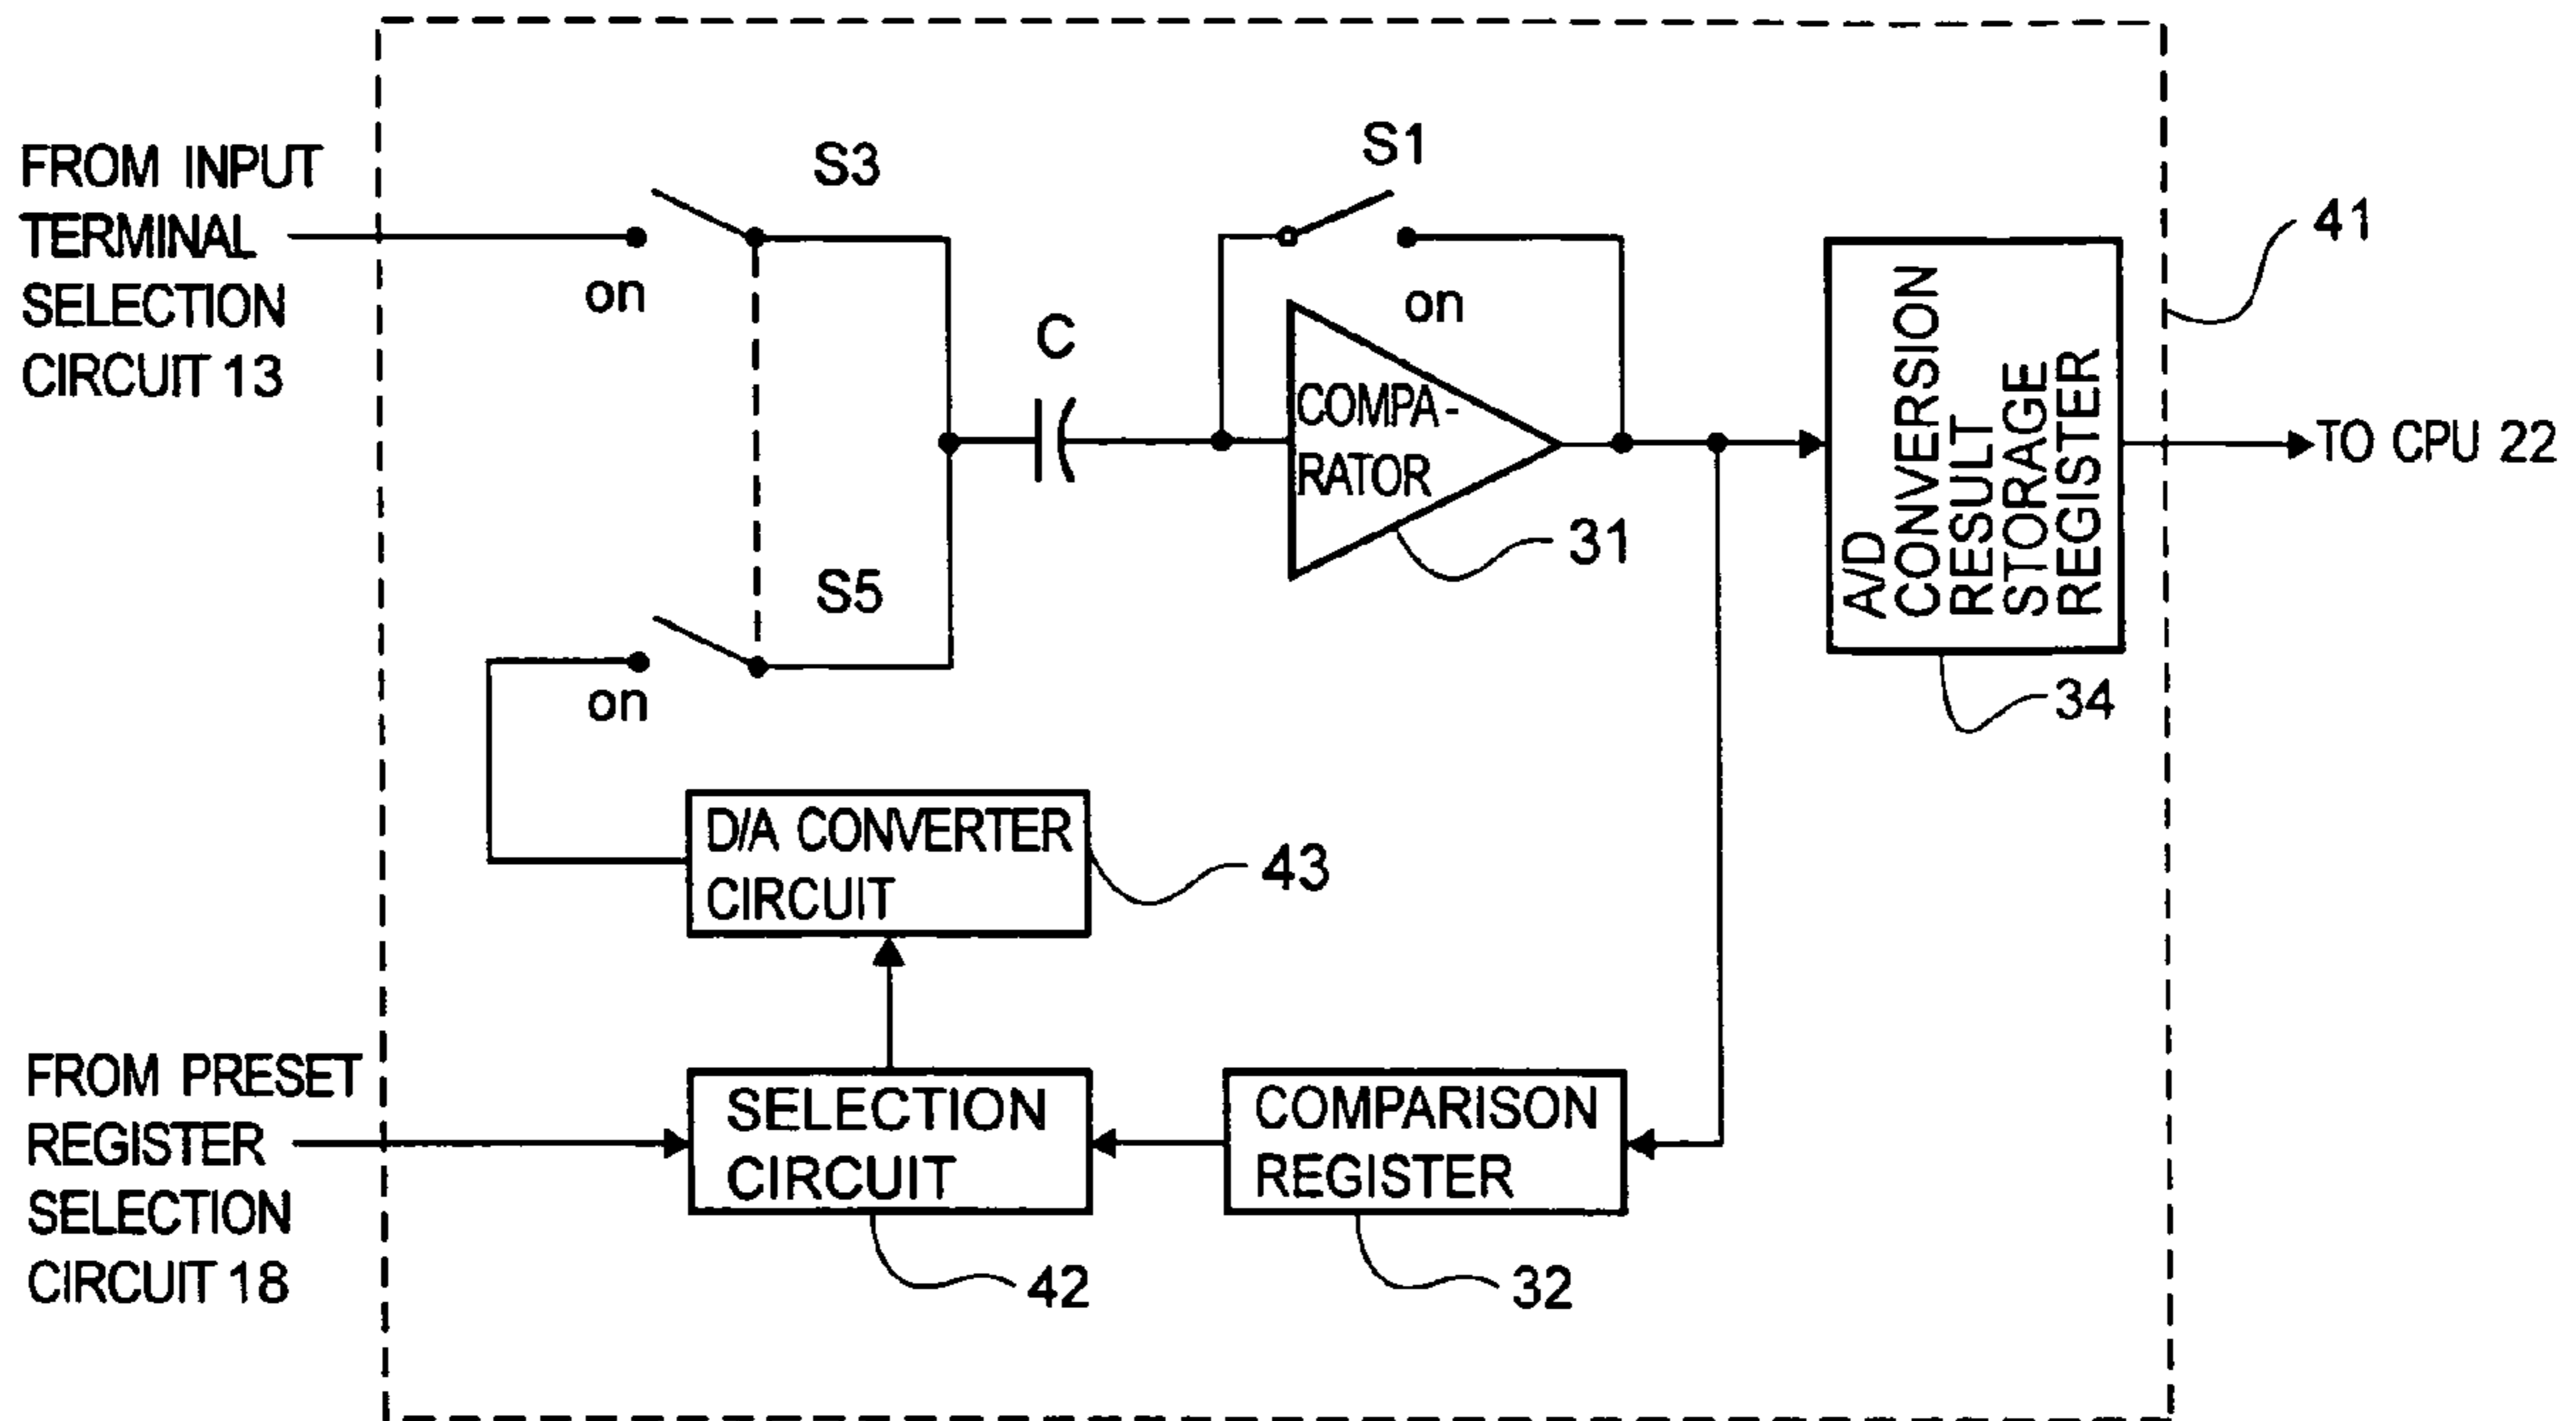 FROM INPUT
TERMINAL
SELECTION
CIRCUIT 13
S3
on
S1
on
C
COMPA-
RATOR
31
A/D
CONVERSION
RESULT
STORAGE
REGISTER
34
41
TO CPU 22
S5
on
D/A CONVERTER
CIRCUIT
43
FROM PRESET
REGISTER
SELECTION
CIRCUIT 18
SELECTION
CIRCUIT
42
COMPARISON
REGISTER
32